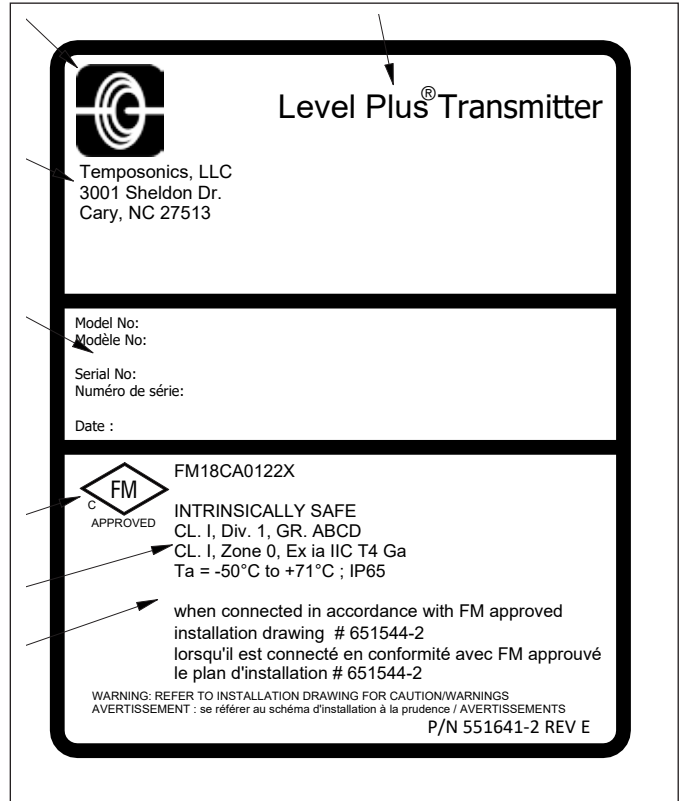 Level Plus® Transmitter
Temposonics, LLC
3001 Sheldon Dr.
Cary, NC 27513
Model No:
Modèle No:
Serial No:
Numéro de série:
Date :
FM
C
APPROVED
FM18CA0122X
INTRINSICALLY SAFE
CL. I, Div. 1, GR. ABCD
CL. I, Zone 0, Ex ia IIC T4 Ga
Ta = -50°C to +71°C ; IP65
when connected in accordance with FM approved
installation drawing # 651544-2
lorsqu'il est connecté en conformité avec FM approuvé
le plan d'installation # 651544-2
WARNING: REFER TO INSTALLATION DRAWING FOR CAUTION/WARNINGS
AVERTISSEMENT : se référer au schéma d'installation à la prudence / AVERTISSEMENTS
P/N 551641-2 REV E